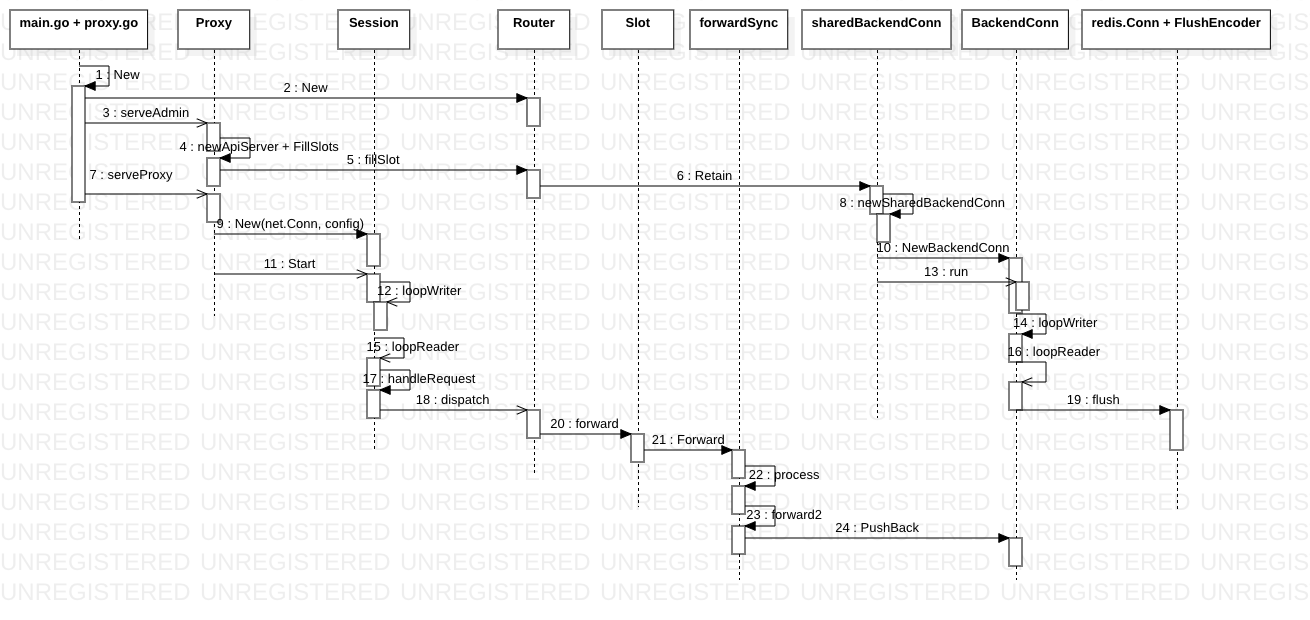 main.go + proxy.go
Proxy
Session
Router
Slot
forwardSync
sharedBackendConn
BackendConn
redis.Conn + FlushEncoder
1 : New
2 : New
3 : serveAdmin
4 : newApiServer + FillSlots
5 : fillSlot
6 : Retain
7 : serveProxy
8 : newSharedBackendConn
9 : New(net.Conn, config)
10 : NewBackendConn
11 : Start
12 : loopWriter
13 : run
14 : loopWriter
15 : loopReader
16 : loopReader
17 : handleRequest
18 : dispatch
19 : flush
20 : forward
21 : Forward
22 : process
23 : forward2
24 : PushBack
UNREGISTERED UNREGISTERED UNREGISTERED UNREGISTERED UNREGISTERED UNREGISTERED UNREGIS